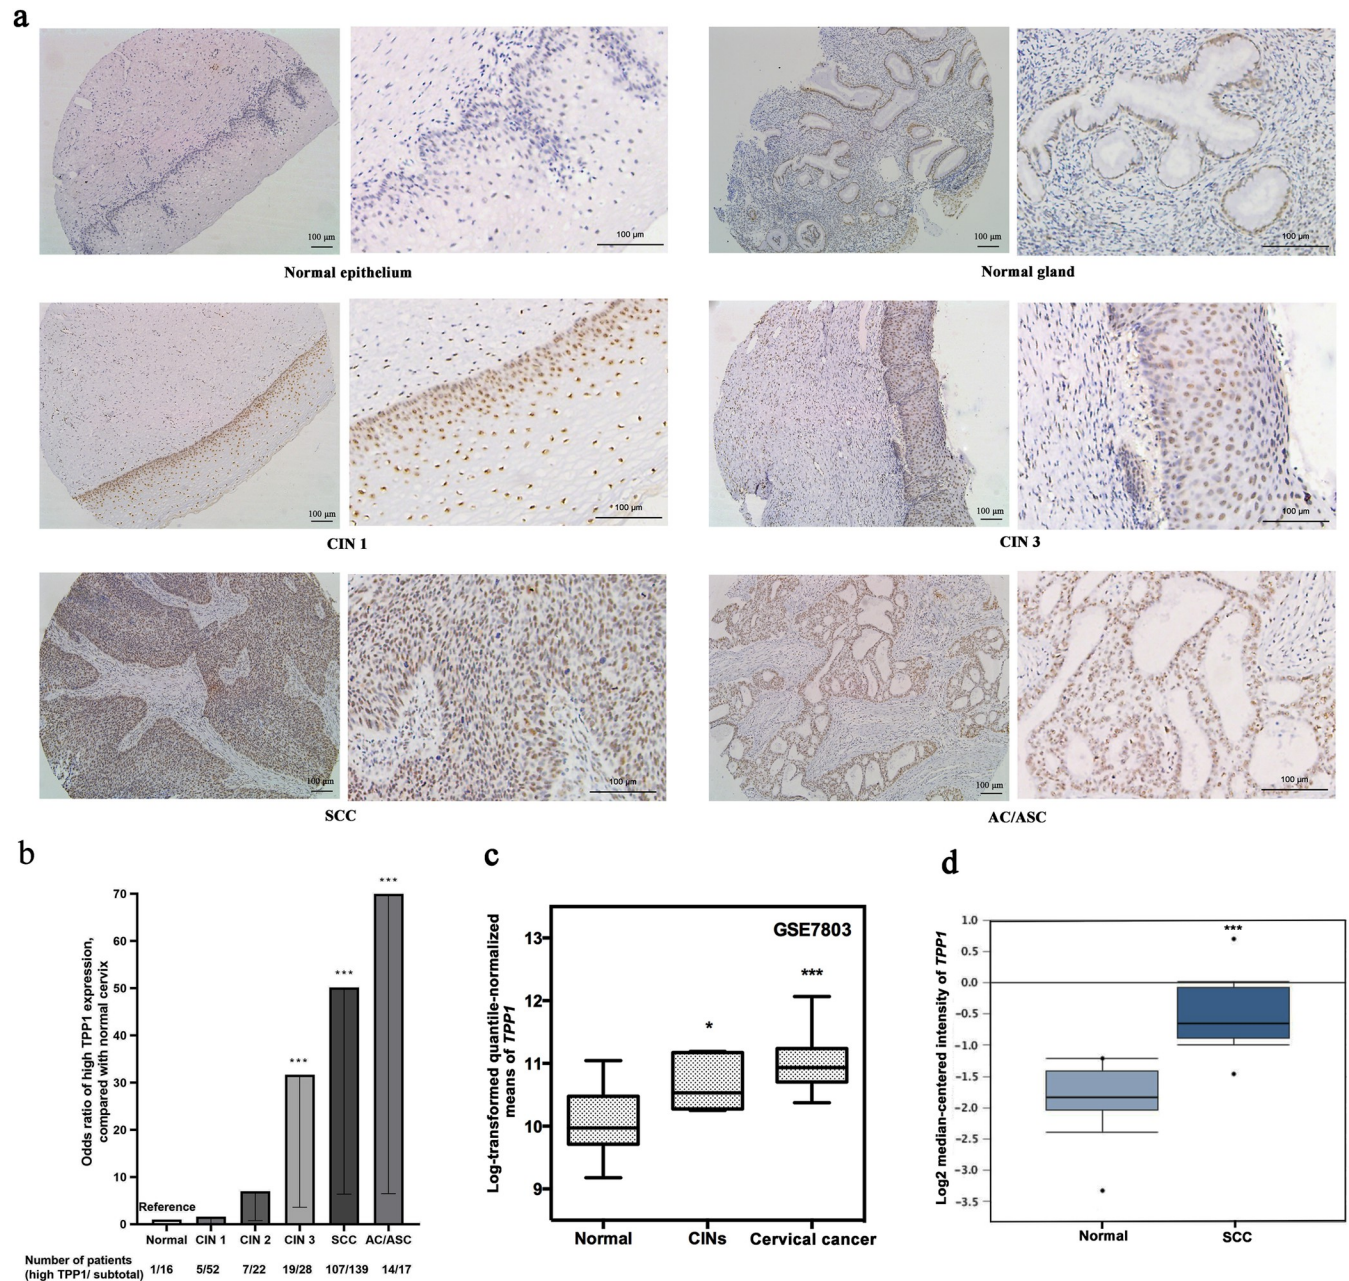 a
100 µm
100 µm
Normal epithelium
100 µm
100 µm
Normal gland
100 µm
100 µm
CIN 1
100 µm
100 µm
CIN 3
100 µm
100 µm
SCC
100 µm
100 µm
AC/ASC
b
Odds ratio of high TPP1 expression,
compared with normal cervix
70
60
50
40
30
20
10
0
Reference
***
***
***
Normal CIN 1 CIN 2 CIN 3 SCC AC/ASC
Number of patients
(high TPP1/ subtotal) 1/16 5/52 7/22 19/28 107/139 14/17
c
Log-transformed quantile-normalized
means of TPP1
GSE7803
13
12
11
10
9
*
***
Normal CINs Cervical cancer
d
Log2 median-centered intensity of TPP1
1.0
0.5
0.0
−0.5
−1.0
−1.5
−2.0
−2.5
−3.0
−3.5
***
Normal SCC